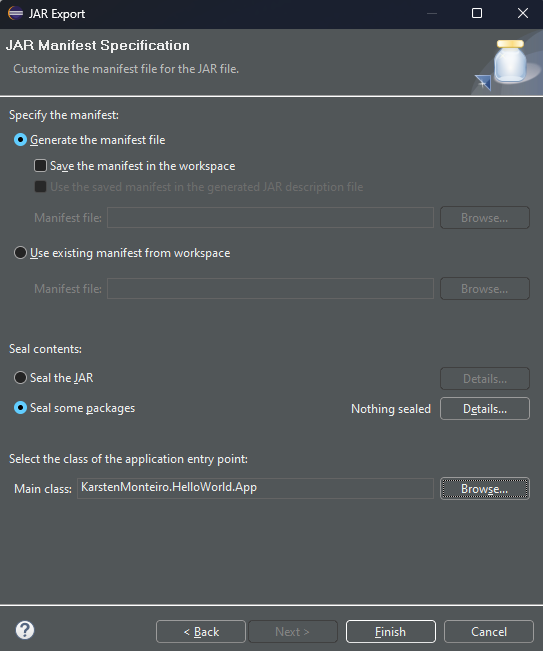 JAR Export
JAR Manifest Specification
Customize the manifest file for the JAR file.
Specify the manifest:
Generate the manifest file
Save the manifest in the workspace
Use the saved manifest in the generated JAR description file
Manifest file:
Browse...
Use existing manifest from workspace
Manifest file:
Browse...
Seal contents:
Seal the JAR
Details...
Seal some packages
Nothing sealed
Details...
Select the class of the application entry point:
Main class:
KarstenMonteiro.HelloWorld.App
Browse...
?
< Back
Next >
Finish
Cancel